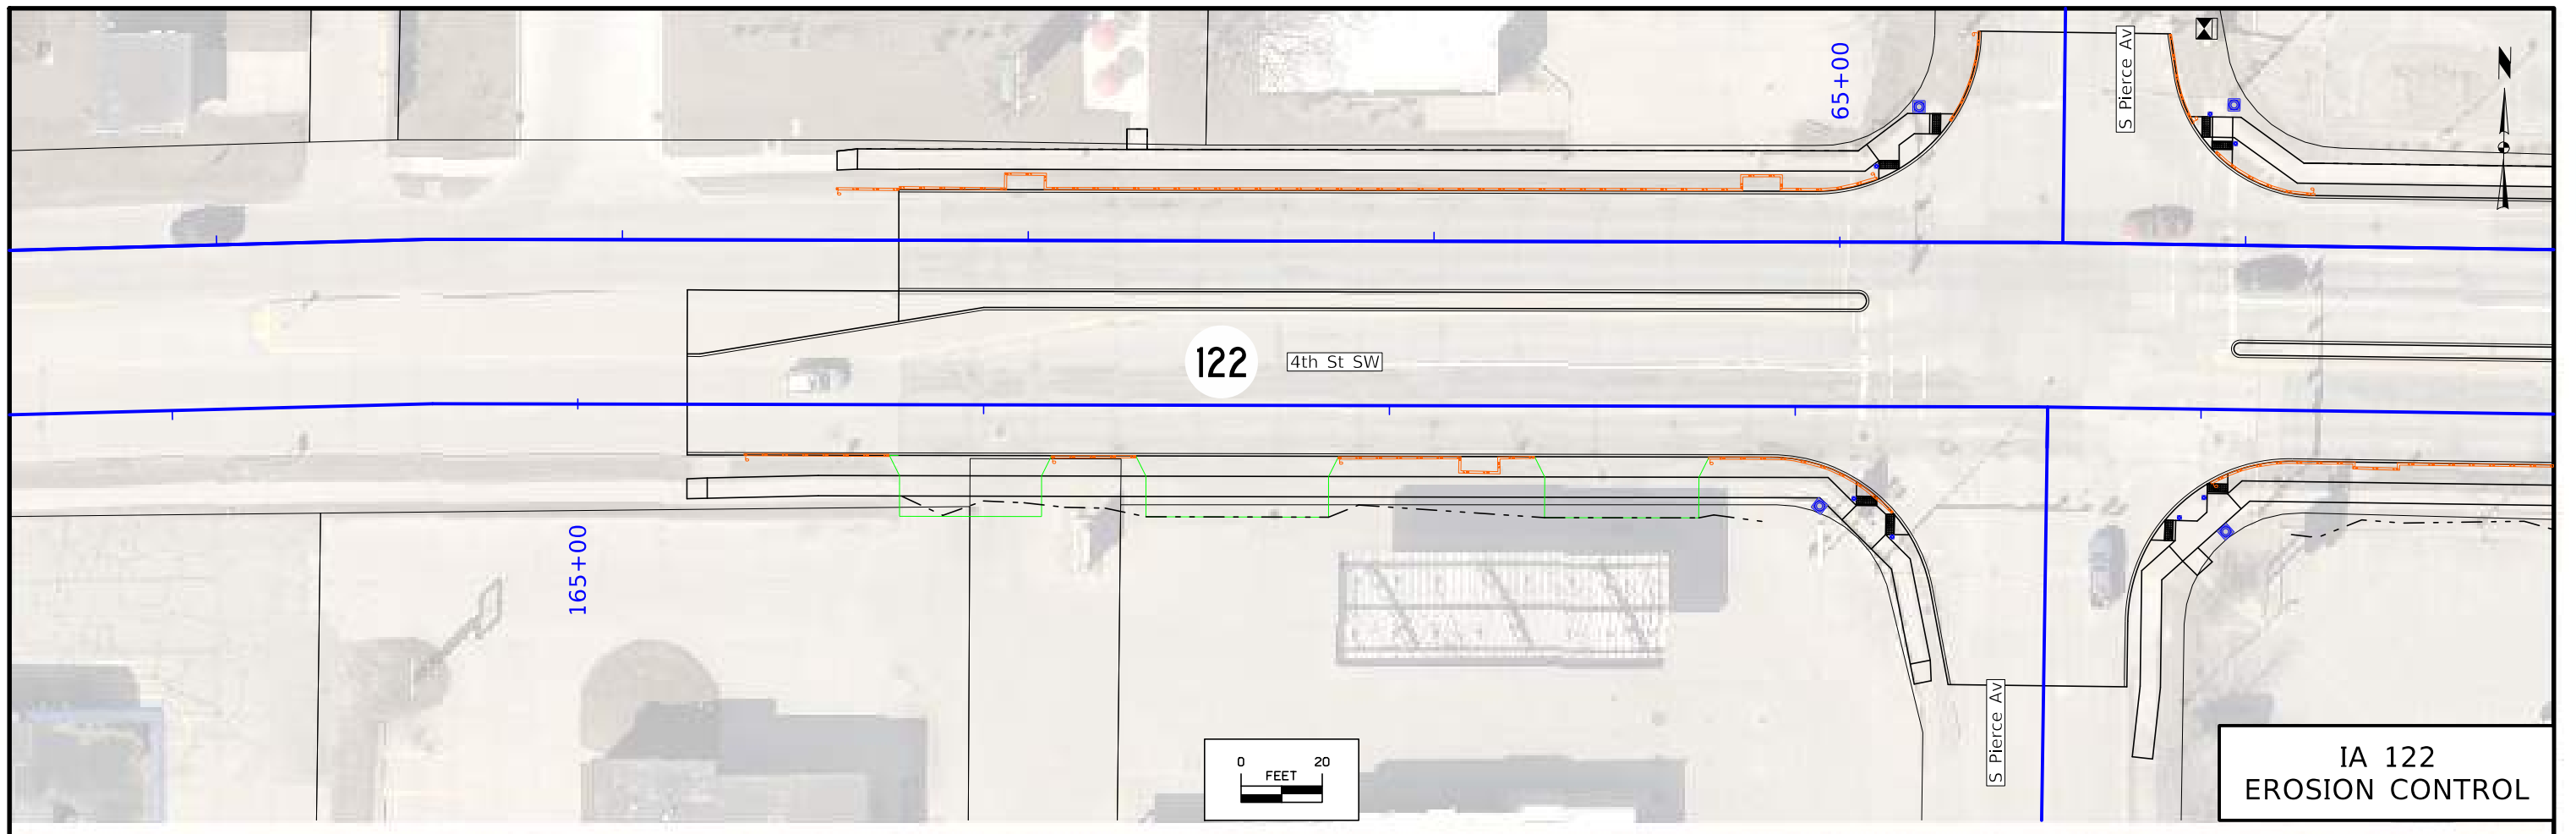 65+00
S Pierce Av
N
122
4th St SW
165+00
S Pierce Av
0 20
FEET
IA 122
EROSION CONTROL